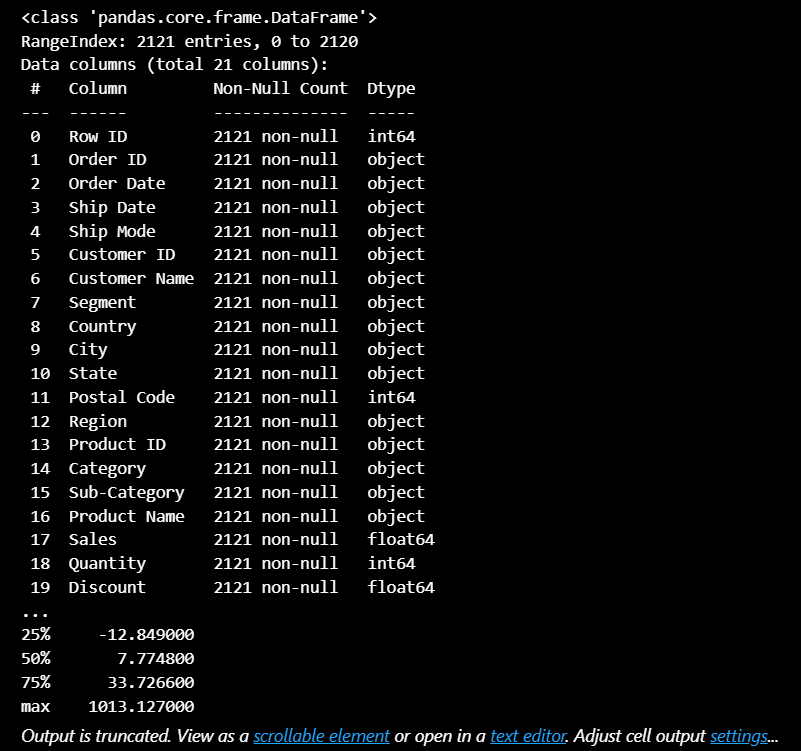 <class 'pandas.core.frame.DataFrame'>
RangeIndex: 2121 entries, 0 to 2120
Data columns (total 21 columns):
 #   Column         Non-Null Count  Dtype
---  ------         --------------  -----
 0   Row ID         2121 non-null   int64
 1   Order ID       2121 non-null   object
 2   Order Date     2121 non-null   object
 3   Ship Date      2121 non-null   object
 4   Ship Mode      2121 non-null   object
 5   Customer ID    2121 non-null   object
 6   Customer Name  2121 non-null   object
 7   Segment        2121 non-null   object
 8   Country        2121 non-null   object
 9   City           2121 non-null   object
 10  State          2121 non-null   object
 11  Postal Code    2121 non-null   int64
 12  Region         2121 non-null   object
 13  Product ID     2121 non-null   object
 14  Category       2121 non-null   object
 15  Sub-Category   2121 non-null   object
 16  Product Name   2121 non-null   object
 17  Sales          2121 non-null   float64
 18  Quantity       2121 non-null   int64
 19  Discount       2121 non-null   float64
...
25%     -12.849000
50%       7.774800
75%      33.726600
max    1013.127000
Output is truncated. View as a scrollable element or open in a text editor. Adjust cell output settings...